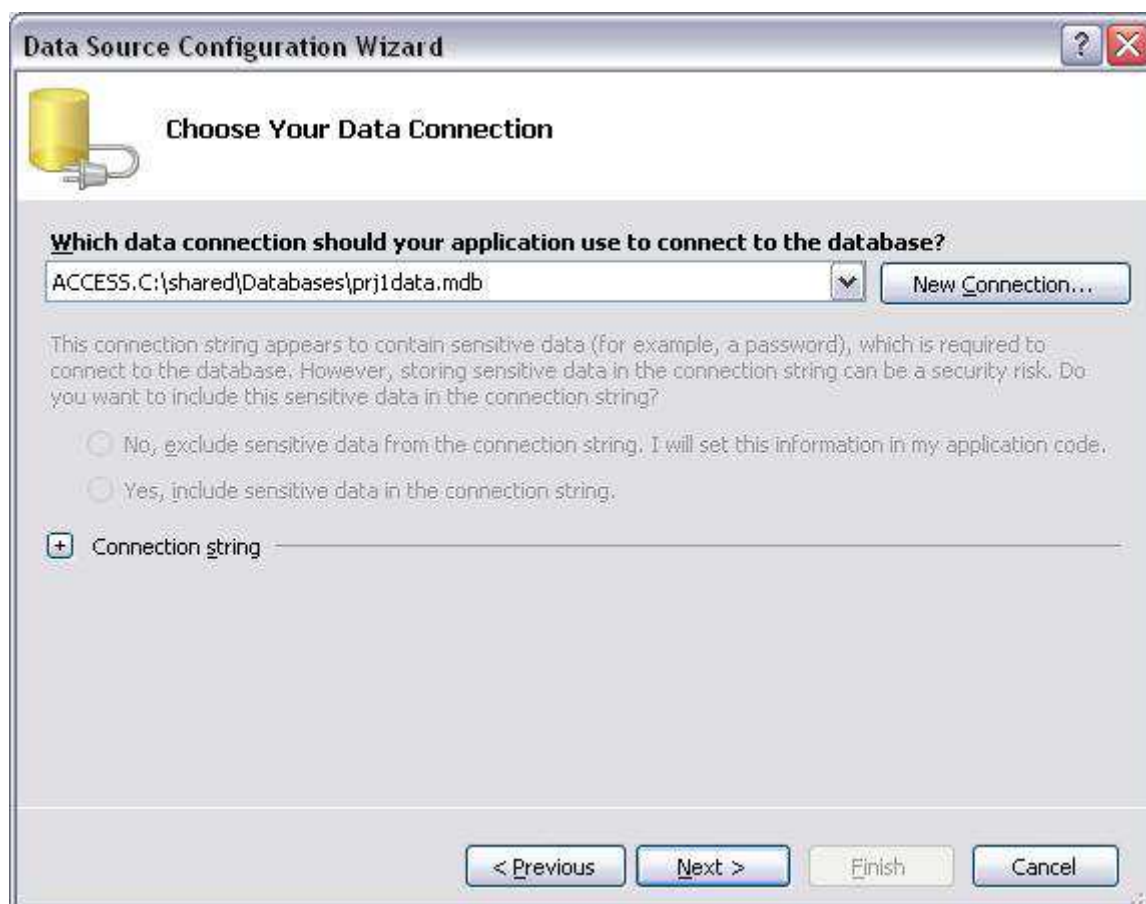 Data Source Configuration Wizard
?
Choose Your Data Connection
Which data connection should your application use to connect to the database?
ACCESS.C:\shared\Databases\prj1data.mdb
New Connection...
This connection string appears to contain sensitive data (for example, a password), which is required to
connect to the database. However, storing sensitive data in the connection string can be a security risk. Do
you want to include this sensitive data in the connection string?
No, exclude sensitive data from the connection string. I will set this information in my application code.
Yes, include sensitive data in the connection string.
+ Connection string
< Previous
Next >
Finish
Cancel